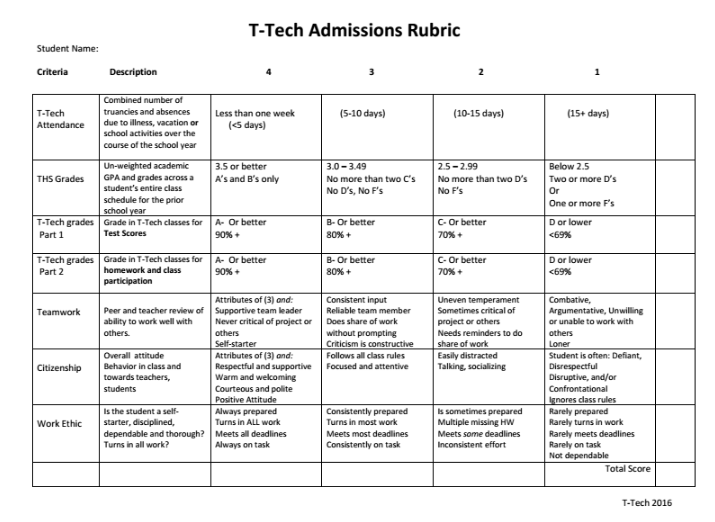 T-Tech Admissions Rubric
Student Name:
Criteria Description 4 3 2 1
T-Tech
Attendance
Combined number of
truancies and absences
due to illness, vacation or
school activities over the
course of the school year
Less than one week
(<5 days)
(5-10 days)
(10-15 days)
(15+ days)
THS Grades
Un-weighted academic
GPA and grades across a
student's entire class
schedule for the prior
school year
3.5 or better
A's and B's only
3.0 – 3.49
No more than two C's
No D's, No F's
2.5 – 2.99
No more than two D's
No F's
Below 2.5
Two or more D's
Or
One or more F's
T-Tech grades
Part 1
Grade in T-Tech classes for
Test Scores
A- Or better
90% +
B- Or better
80% +
C- Or better
70% +
D or lower
<69%
T-Tech grades
Part 2
Grade in T-Tech classes for
homework and class
participation
A- Or better
90% +
B- Or better
80% +
C- Or better
70% +
D or lower
<69%
Teamwork
Peer and teacher review of
ability to work well with
others.
Attributes of (3) and:
Supportive team leader
Never critical of project or
others
Self-starter
Consistent input
Reliable team member
Does share of work
without prompting
Criticism is constructive
Uneven temperament
Sometimes critical of
project or others
Needs reminders to do
share of work
Combative,
Argumentative, Unwilling
or unable to work with
others
Loner
Citizenship
Overall attitude
Behavior in class and
towards teachers,
students
Attributes of (3) and:
Respectful and supportive
Warm and welcoming
Courteous and polite
Positive Attitude
Follows all class rules
Focused and attentive
Easily distracted
Talking, socializing
Student is often: Defiant,
Disrespectful
Disruptive, and/or
Confrontational
Ignores class rules
Work Ethic
Is the student a self-
starter, disciplined,
dependable and thorough?
Turns in all work?
Always prepared
Turns in ALL work
Meets all deadlines
Always on task
Consistently prepared
Turns in most work
Meets most deadlines
Consistently on task
Is sometimes prepared
Multiple missing HW
Meets some deadlines
Inconsistent effort
Rarely prepared
Rarely turns in work
Rarely meets deadlines
Rarely on task
Not dependable
Total Score
T-Tech 2016